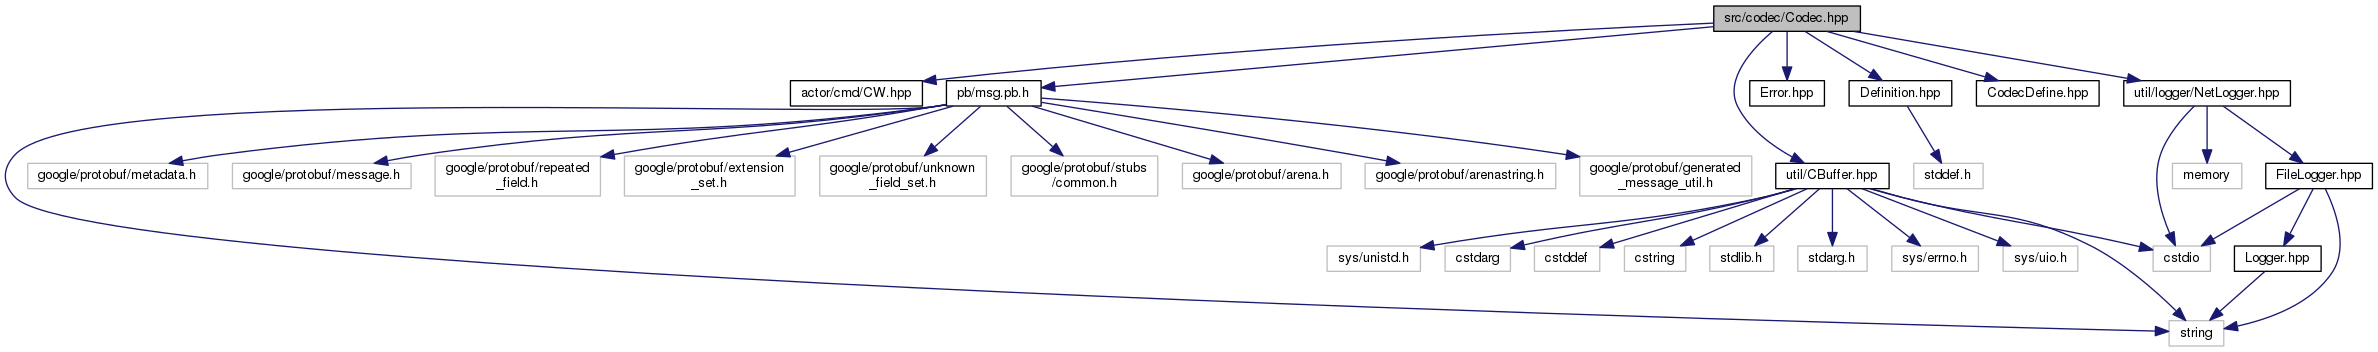 src/codec/Codec.hpp
actor/cmd/CW.hpp
pb/msg.pb.h
Error.hpp
Definition.hpp
CodecDefine.hpp
util/logger/NetLogger.hpp
google/protobuf/metadata.h
google/protobuf/message.h
google/protobuf/repeated
_field.h
google/protobuf/extension
_set.h
google/protobuf/unknown
_field_set.h
google/protobuf/stubs
/common.h
google/protobuf/arena.h
google/protobuf/arenastring.h
google/protobuf/generated
_message_util.h
util/CBuffer.hpp
stddef.h
memory
FileLogger.hpp
sys/unistd.h
cstdarg
cstddef
cstring
stdlib.h
stdarg.h
sys/errno.h
sys/uio.h
cstdio
Logger.hpp
string